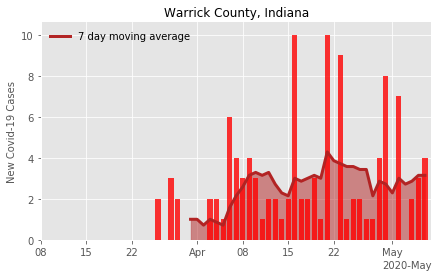 Warrick County, Indiana
7 day moving average
New Covid-19 Cases
10
8
6
4
2
0
08 15 22 Apr 08 15 22 May
2020-May